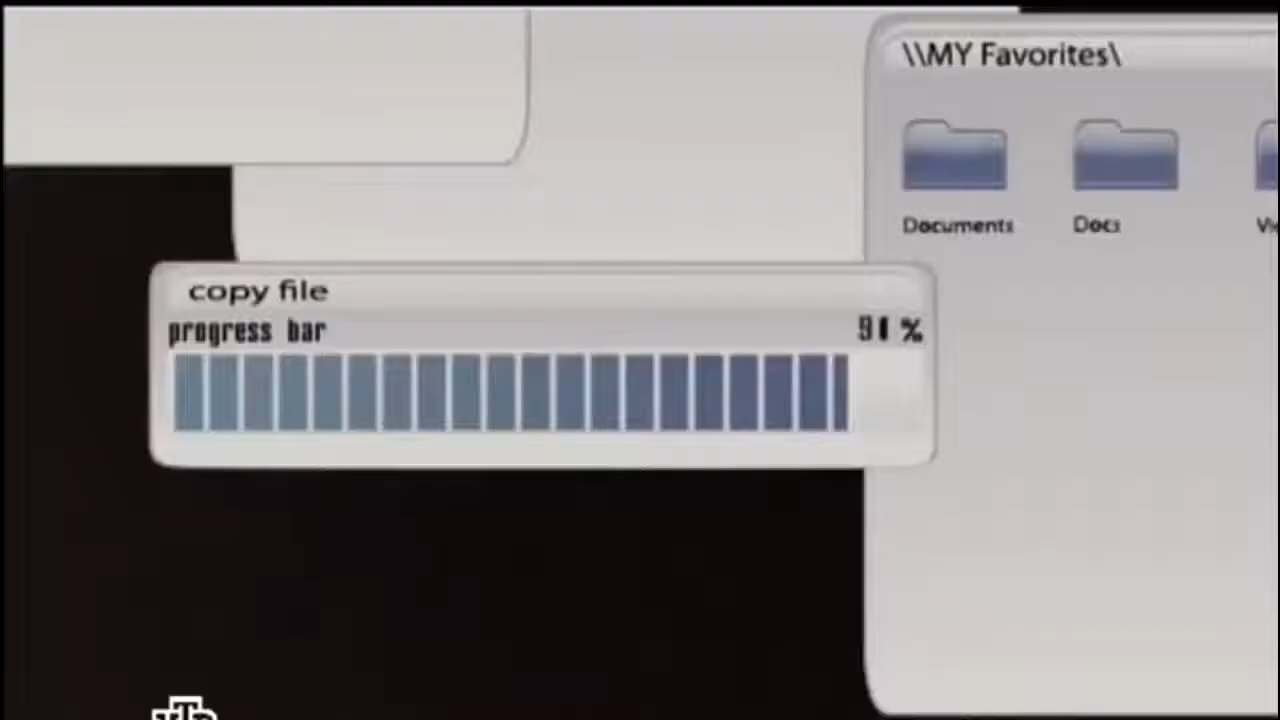 \\MY Favorites\
Documents
Docs
copy file
progress bar
91 %